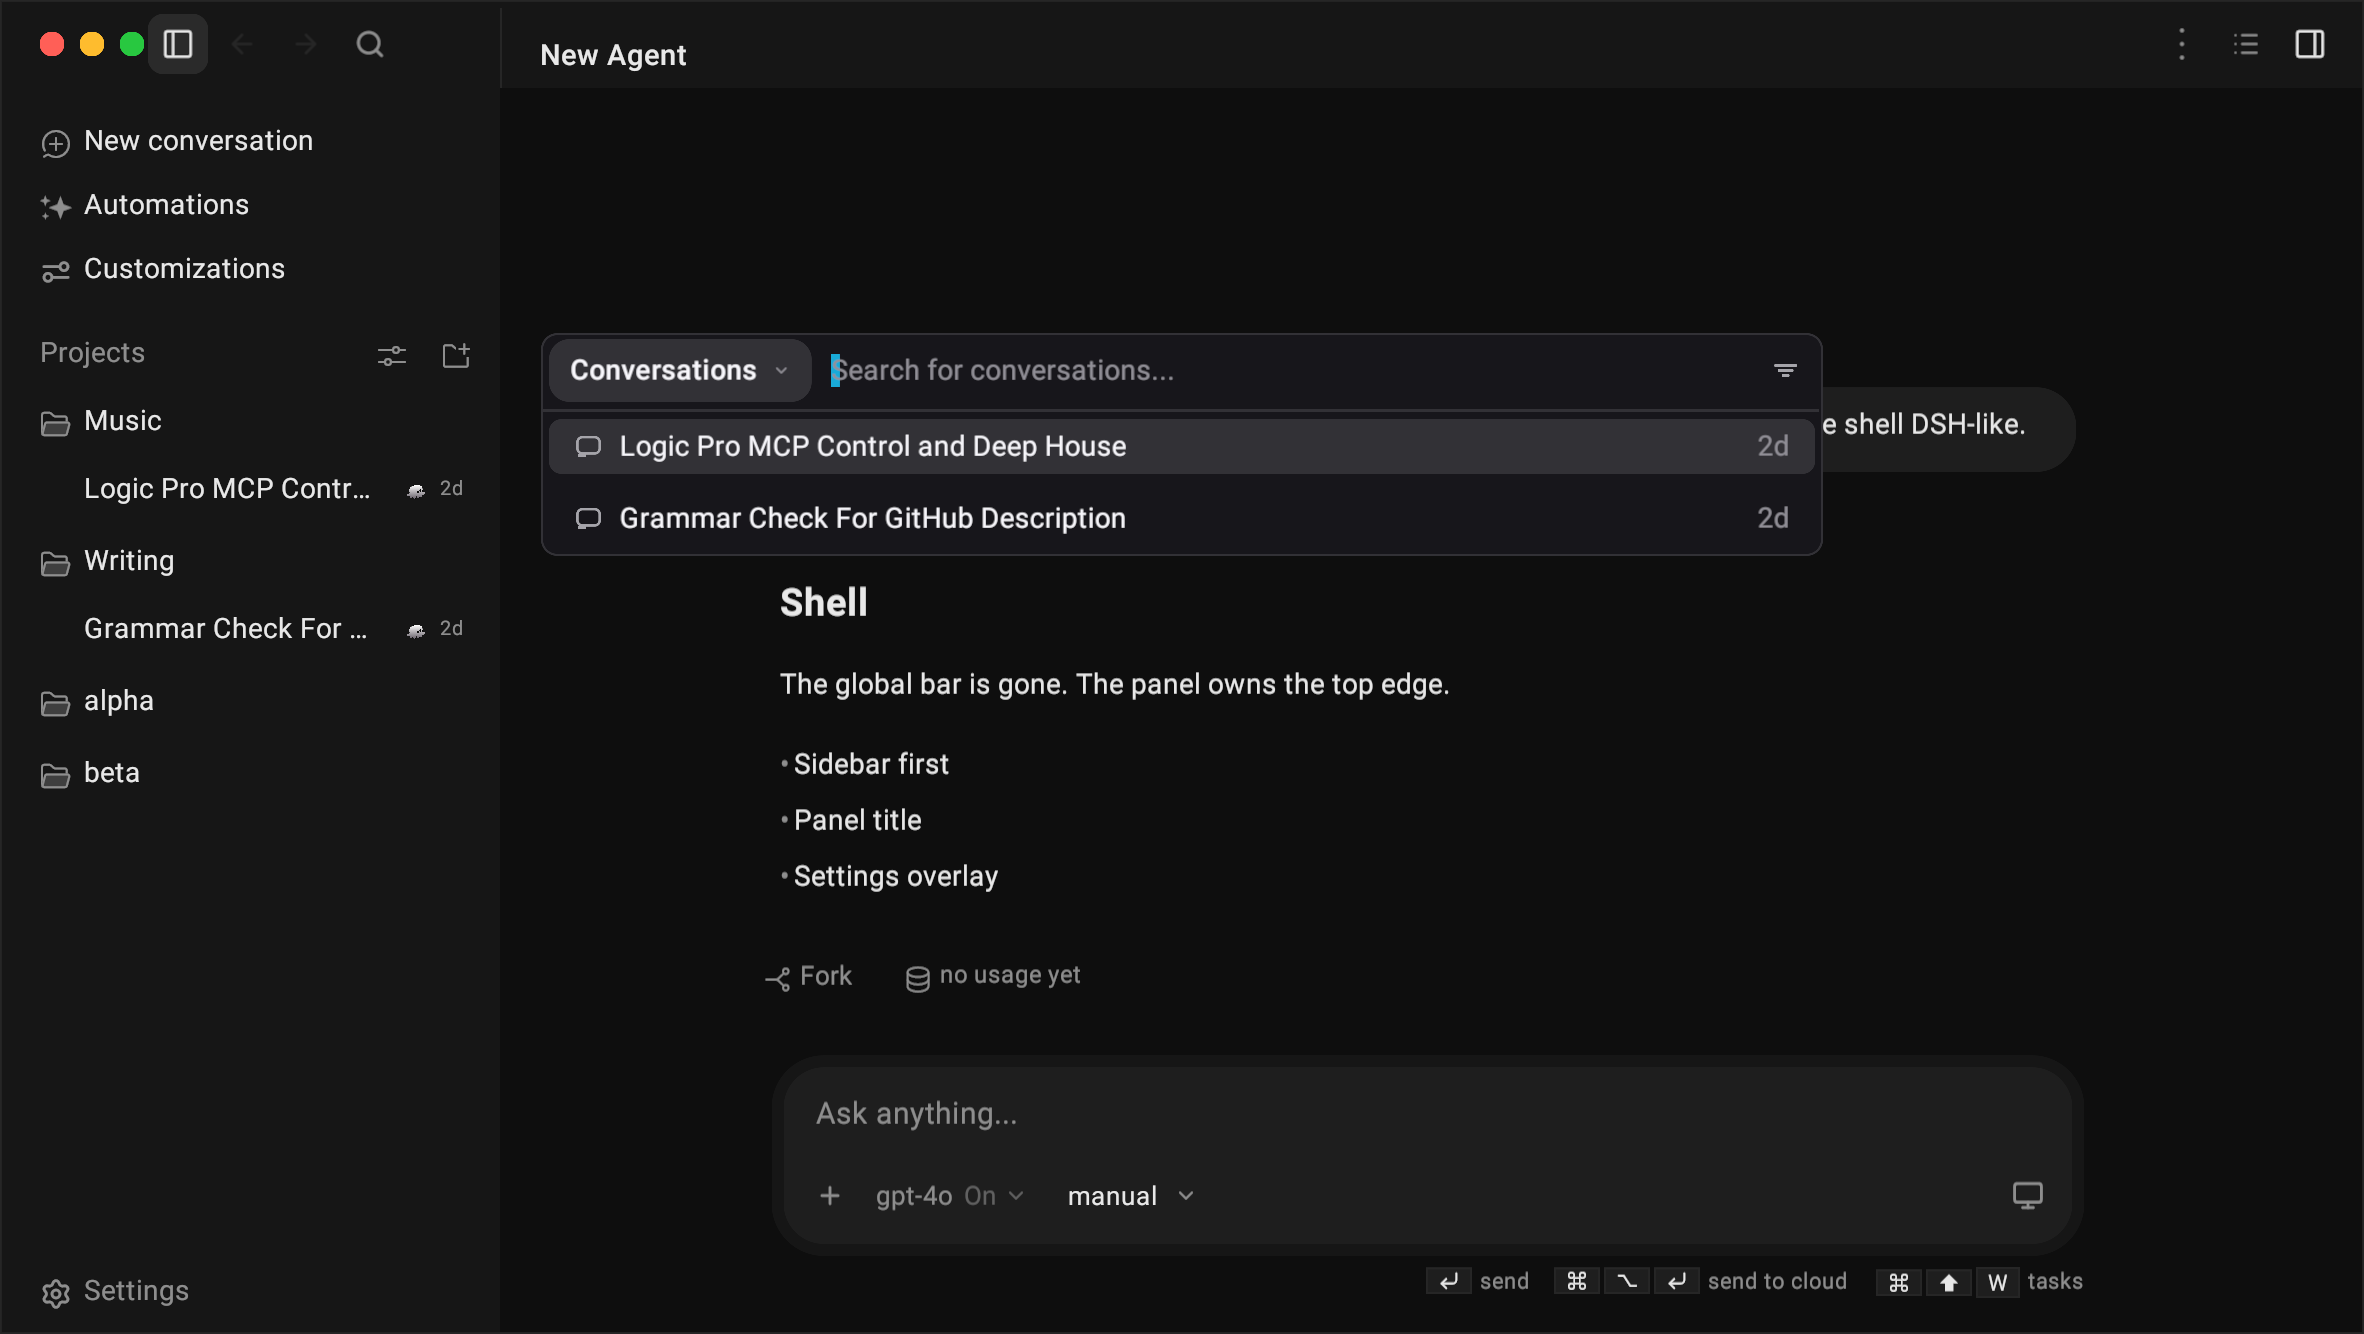 New Agent
New conversation
Automations
Customizations
Projects
Music
Logic Pro MCP Contr... 2d
Writing
Grammar Check For ... 2d
alpha
beta
Settings
Conversations Search for conversations...
Logic Pro MCP Control and Deep House 2d
Grammar Check For GitHub Description 2d
e shell DSH-like.
Shell
The global bar is gone. The panel owns the top edge.
• Sidebar first
• Panel title
• Settings overlay
Fork no usage yet
Ask anything...
+ gpt-4o On manual
↵ send ⌘ ⌥ ↵ send to cloud ⌘ ⬆ W tasks